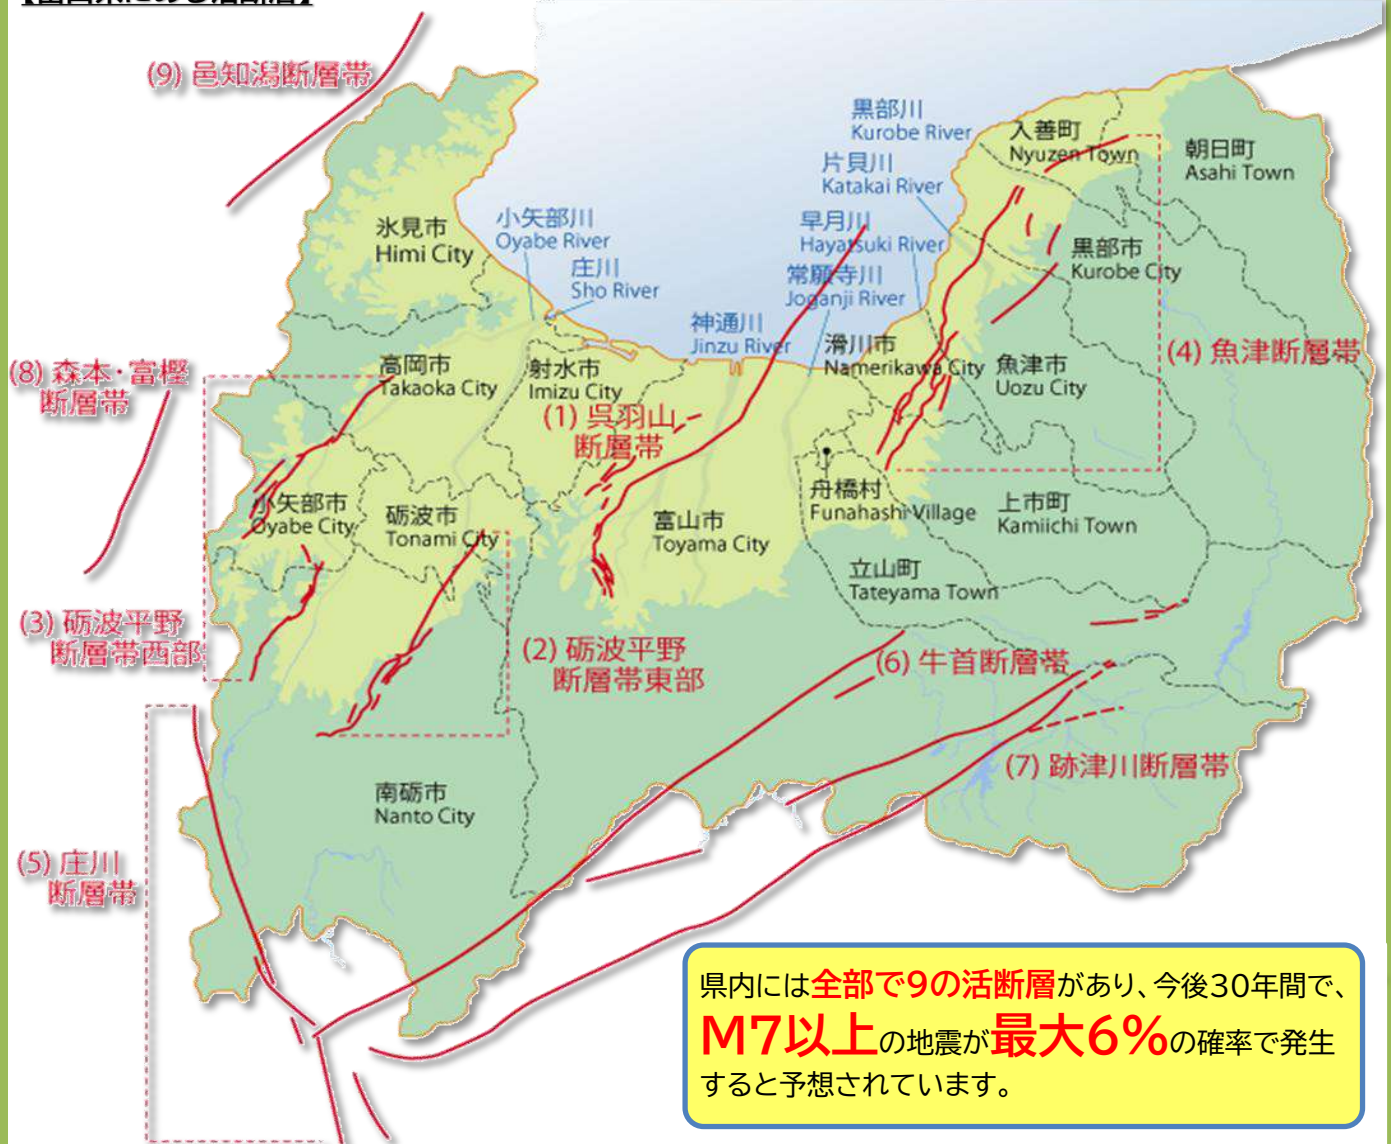 (9) 邑知潟断層帯
黒部川
Kurobe River
入善町
Nyuzen Town
朝日町
Asahi Town
片貝川
Katakai River
氷見市
Himi City
小矢部川
Oyabe River
早月川
Hayatsuki River
黒部市
Kurobe City
庄川
Sho River
常願寺川
Joganji River
神通川
Jinzu River
(4) 魚津断層帯
滑川市
Namerikawa City
魚津市
Uozu City
(8) 森本・富樫
断層帯
高岡市
Takaoka City
射水市
Imizu City
(1) 呉羽山
断層帯
小矢部市
Oyabe City
砺波市
Tonami City
富山市
Toyama City
舟橋村
Funahashi Village
上市町
Kamiichi Town
立山町
Tateyama Town
(3) 砺波平野
断層帯西部
(2) 砺波平野
断層帯東部
(6) 牛首断層帯
(7) 跡津川断層帯
南砺市
Nanto City
(5) 庄川
断層帯
県内には全部で9の活断層があり、今後30年間で、
M7以上の地震が最大6%の確率で発生
すると予想されています。